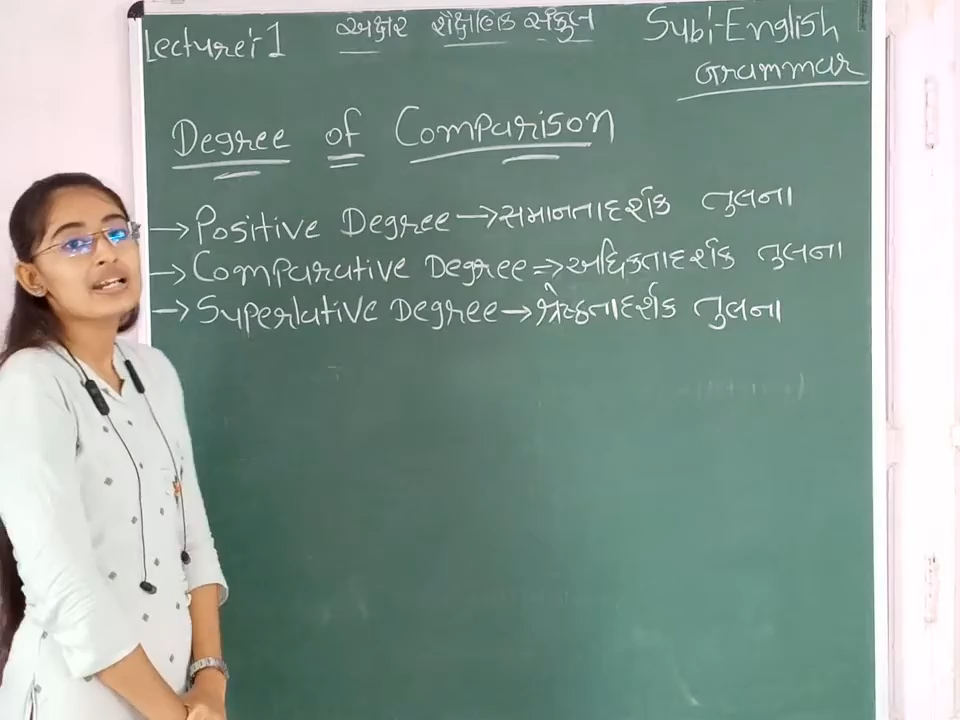 Lecture:-1 અક્ષર શૈક્ષણિક સંકુલ Sub:-English
Grammar
Degree of Comparison
→Positive Degree→સમાનતાદર્શક તુલના
→Comparative Degree⇒અધિકતાદર્શક તુલના
→Superlative Degree→શ્રેષ્ઠતાદર્શક તુલના